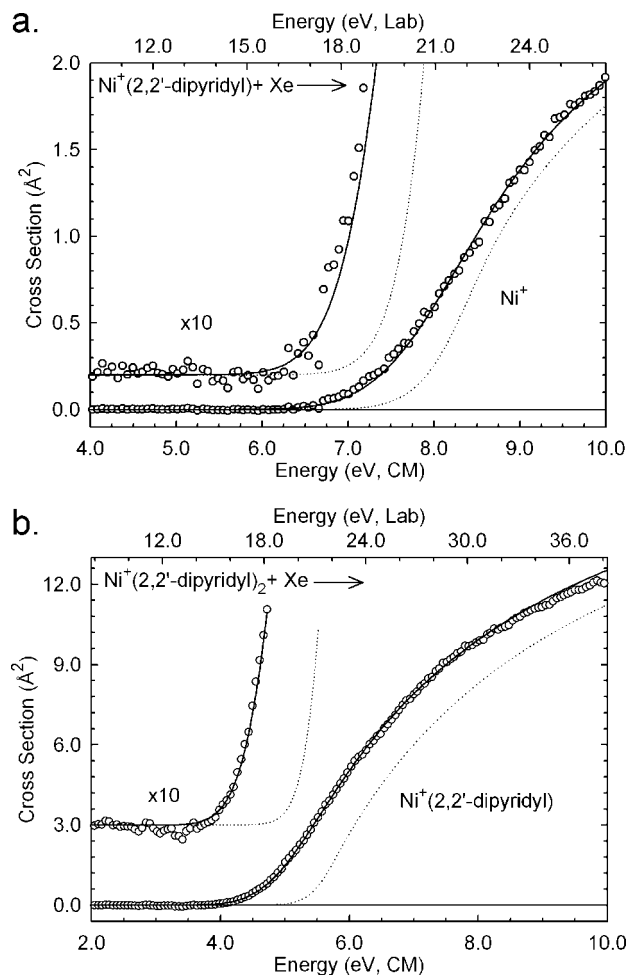 a.
Energy (eV, Lab)
12.0 15.0 18.0 21.0 24.0
2.0
Ni⁺(2,2'-dipyridyl)+ Xe
1.6
1.2
Cross Section (Å²)
0.8
Ni⁺
x10
0.4
0.0
4.0 5.0 6.0 7.0 8.0 9.0 10.0
Energy (eV, CM)
b.
Energy (eV, Lab)
12.0 18.0 24.0 30.0 36.0
Ni⁺(2,2'-dipyridyl)₂+ Xe
12.0
9.0
Cross Section (Å²)
6.0
x10
Ni⁺(2,2'-dipyridyl)
3.0
0.0
2.0 4.0 6.0 8.0 10.0
Energy (eV, CM)